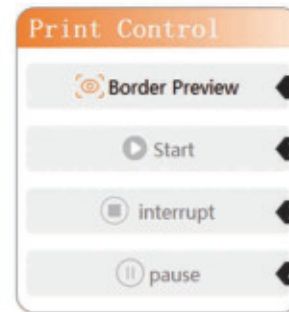 Print Control
Border Preview
Start
interrupt
pause